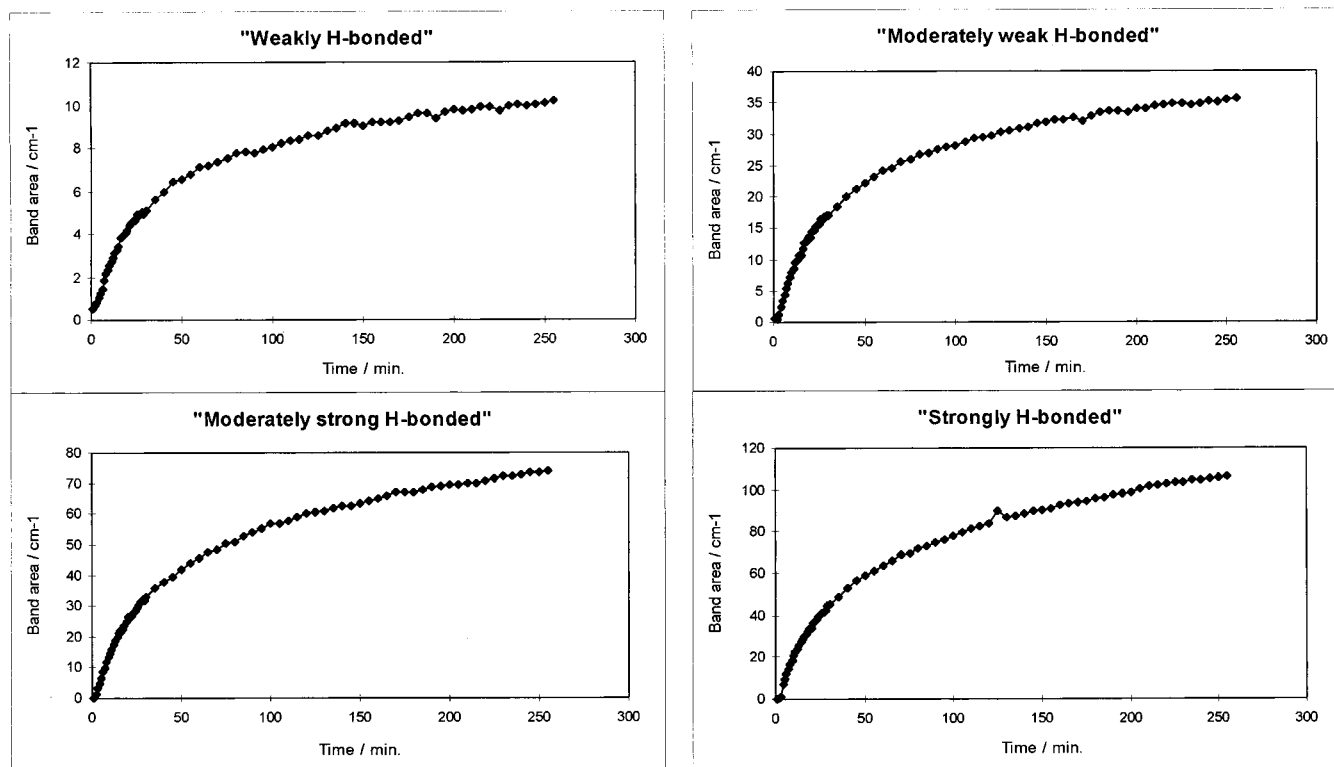 "Weakly H-bonded"
12
10
8
6
4
2
0
Band area / cm-1
0 50 100 150 200 250 300
Time / min.
"Moderately weak H-bonded"
40
35
30
25
20
15
10
5
0
Band area / cm-1
0 50 100 150 200 250 300
Time / min.
"Moderately strong H-bonded"
80
70
60
50
40
30
20
10
0
Band area / cm-1
0 50 100 150 200 250 300
Time / min.
"Strongly H-bonded"
120
100
80
60
40
20
0
Band area / cm-1
0 50 100 150 200 250 300
Time / min.